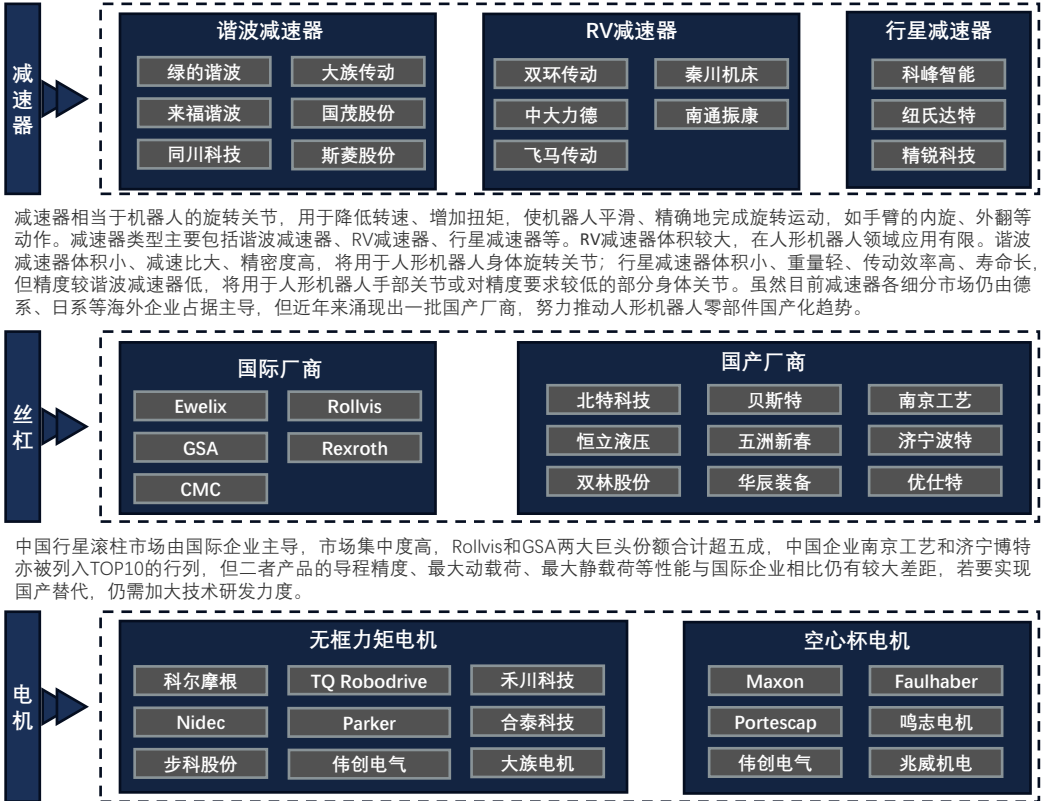 减速器
谐波减速器
绿的谐波 大族传动
来福谐波 国茂股份
同川科技 斯菱股份
RV减速器
双环传动 秦川机床
中大力德 南通振康
飞马传动
行星减速器
科峰智能
纽氏达特
精锐科技
减速器相当于机器人的旋转关节，用于降低转速、增加扭矩，使机器人平滑、精确地完成旋转运动，如手臂的内旋、外翻等
动作。减速器类型主要包括谐波减速器、RV减速器、行星减速器等。RV减速器体积较大，在人形机器人领域应用有限。谐波
减速器体积小、减速比大、精密度高，将用于人形机器人身体旋转关节；行星减速器体积小、重量轻、传动效率高、寿命长，
但精度较谐波减速器低，将用于人形机器人手部关节或对精度要求较低的部分身体关节。虽然目前减速器各细分市场仍由德
系、日系等海外企业占据主导，但近年来涌现出一批国产厂商，努力推动人形机器人零部件国产化趋势。
丝杠
国际厂商
Ewelix Rollvis
GSA Rexroth
CMC
国产厂商
北特科技 贝斯特 南京工艺
恒立液压 五洲新春 济宁波特
双林股份 华辰装备 优仕特
中国行星滚柱市场由国际企业主导，市场集中度高，Rollvis和GSA两大巨头份额合计超五成，中国企业南京工艺和济宁博特
亦被列入TOP10的行列，但二者产品的导程精度、最大动载荷、最大静载荷等性能与国际企业相比仍有较大差距，若要实现
国产替代，仍需加大技术研发力度。
电机
无框力矩电机
科尔摩根 TQ Robodrive 禾川科技
Nidec Parker 合泰科技
步科股份 伟创电气 大族电机
空心杯电机
Maxon Faulhaber
Portescap 鸣志电机
伟创电气 兆威机电